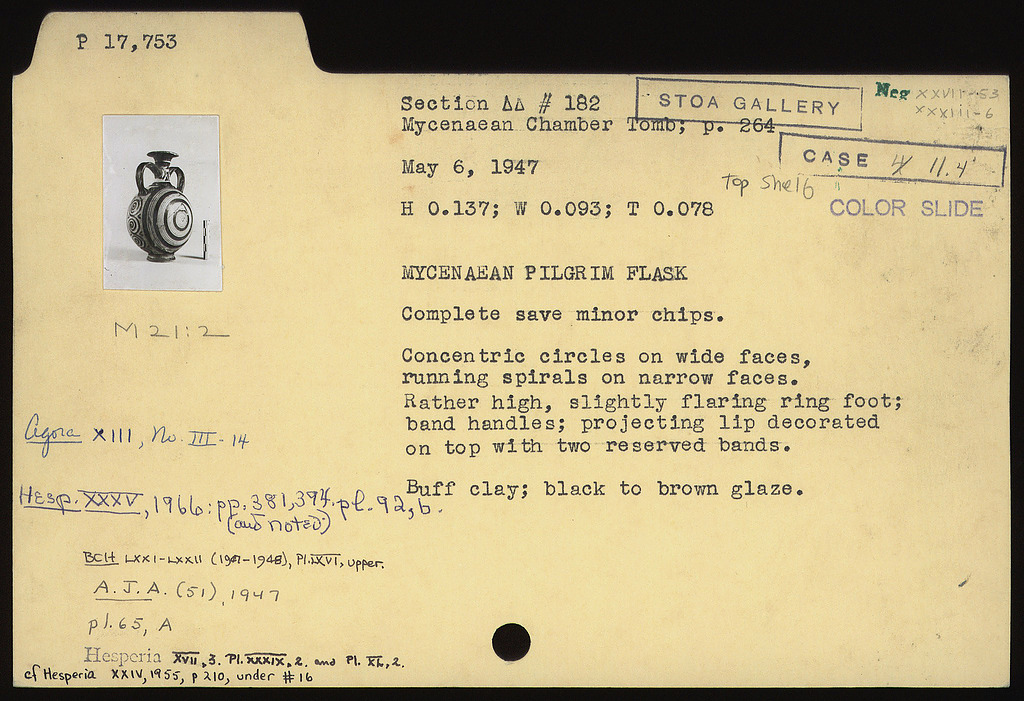 P 17,753
Section ΔΔ # 182
STOA GALLERY
Neg XXVII-53
XXXIII-6
Mycenaean Chamber Tomb; p. 264
CASE 4 11.4
May 6, 1947
Top Shelf
H 0.137; W 0.093; T 0.078
COLOR SLIDE
MYCENAEAN PILGRIM FLASK
Complete save minor chips.
M 21:2
Concentric circles on wide faces,
running spirals on narrow faces.
Rather high, slightly flaring ring foot;
band handles; projecting lip decorated
on top with two reserved bands.
Agora XIII, No. III-14
Buff clay; black to brown glaze.
Hesp. XXXV, 1966: pp. 381, 394. pl. 92, b.
(and noted)
BCH LXXI-LXXII (1947-1948), Pl. LXVI, upper.
A.J.A. (51), 1947
pl. 65, A
Hesperia XVII, 3. Pl. XXXIX, 2. and Pl. XL, 2.
cf Hesperia XXIV, 1955, p 210, under #16